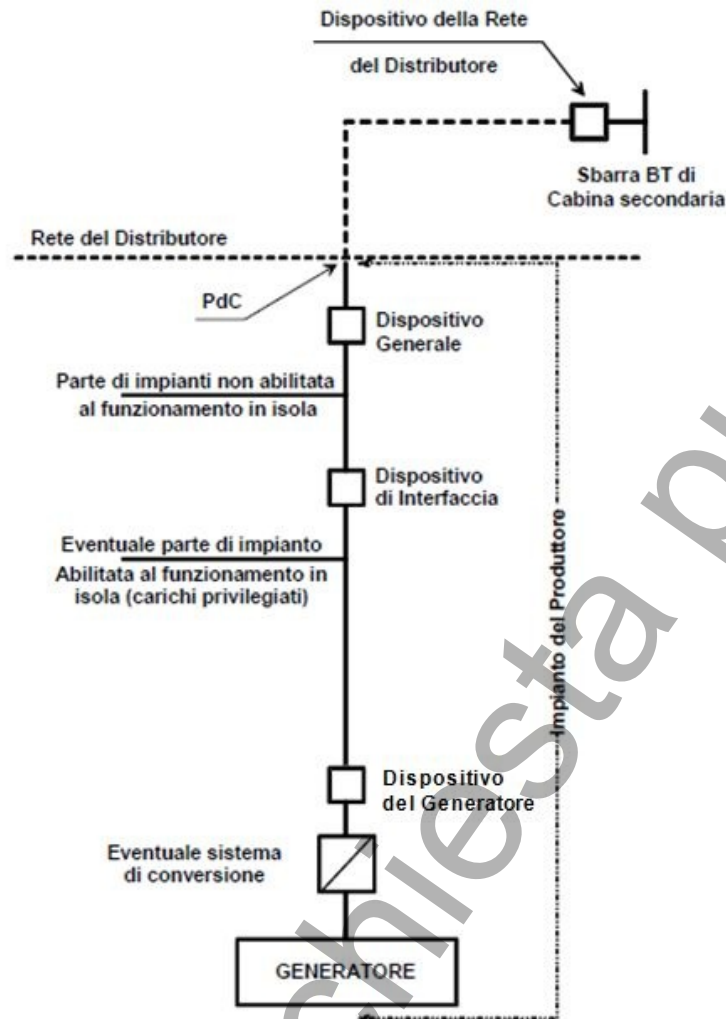 Dispositivo della Rete
del Distributore
Sbarra BT di
Cabina secondaria
Rete del Distributore
PdC
Dispositivo
Generale
Parte di impianti non abilitata
al funzionamento in isola
Dispositivo
di Interfaccia
Eventuale parte di impianto
Abilitata al funzionamento in
isola (carichi privilegiati)
Impianto del Produttore
Dispositivo
del Generatore
Eventuale sistema
di conversione
GENERATORE
chiesta